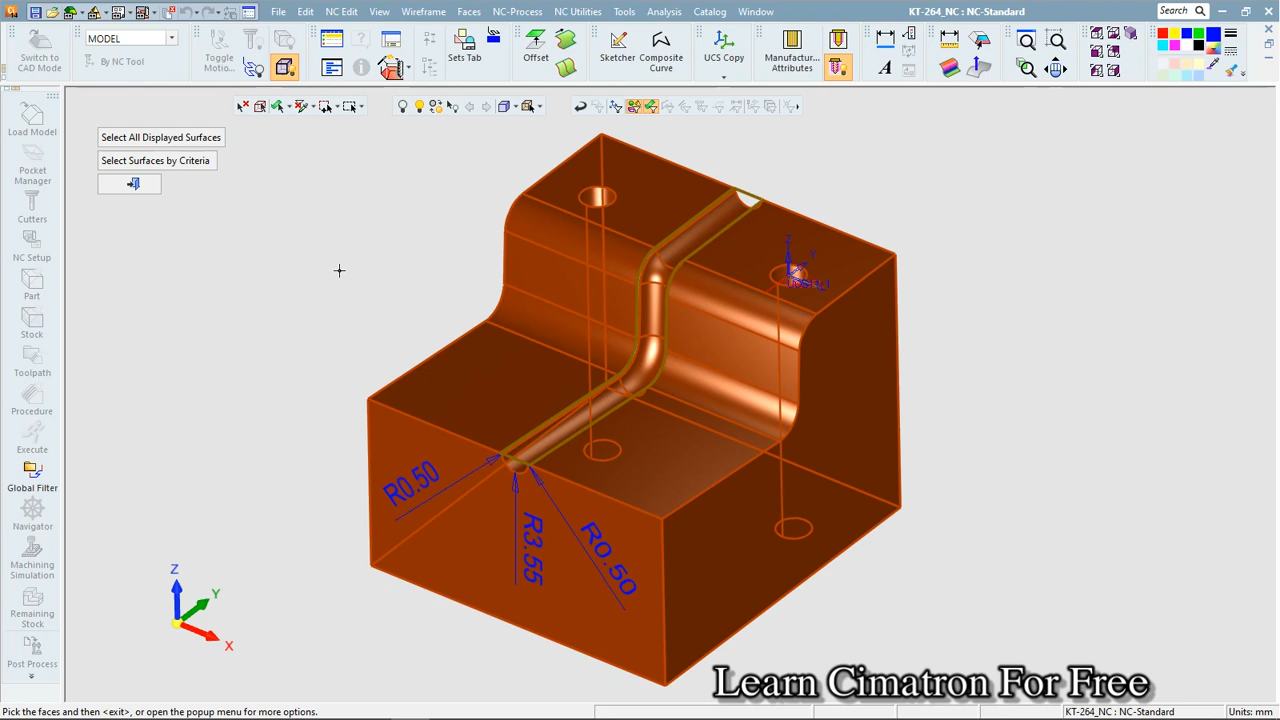 File Edit NC Edit View Wireframe Faces NC-Process NC Utilities Tools Analysis Catalog Window
KT-264_NC : NC-Standard
Search
Switch to
CAD Mode
MODEL
By NC Tool
Toggle
Motio...
Sets Tab
Offset
Sketcher
Composite
Curve
UCS Copy
Manufactur...
Attributes
Load Model
Pocket
Manager
Cutters
NC Setup
Part
Stock
Toolpath
Procedure
Execute
Global Filter
Navigator
Machining
Simulation
Remaining
Stock
Post Process
Select All Displayed Surfaces
Select Surfaces by Criteria
Z
Y
R0.50
R3.55
R0.50
Z
Y
X
Learn Cimatron For Free
Pick the faces and then <exit>, or open the popup menu for more options.
KT-264_NC : NC-Standard
Units: mm